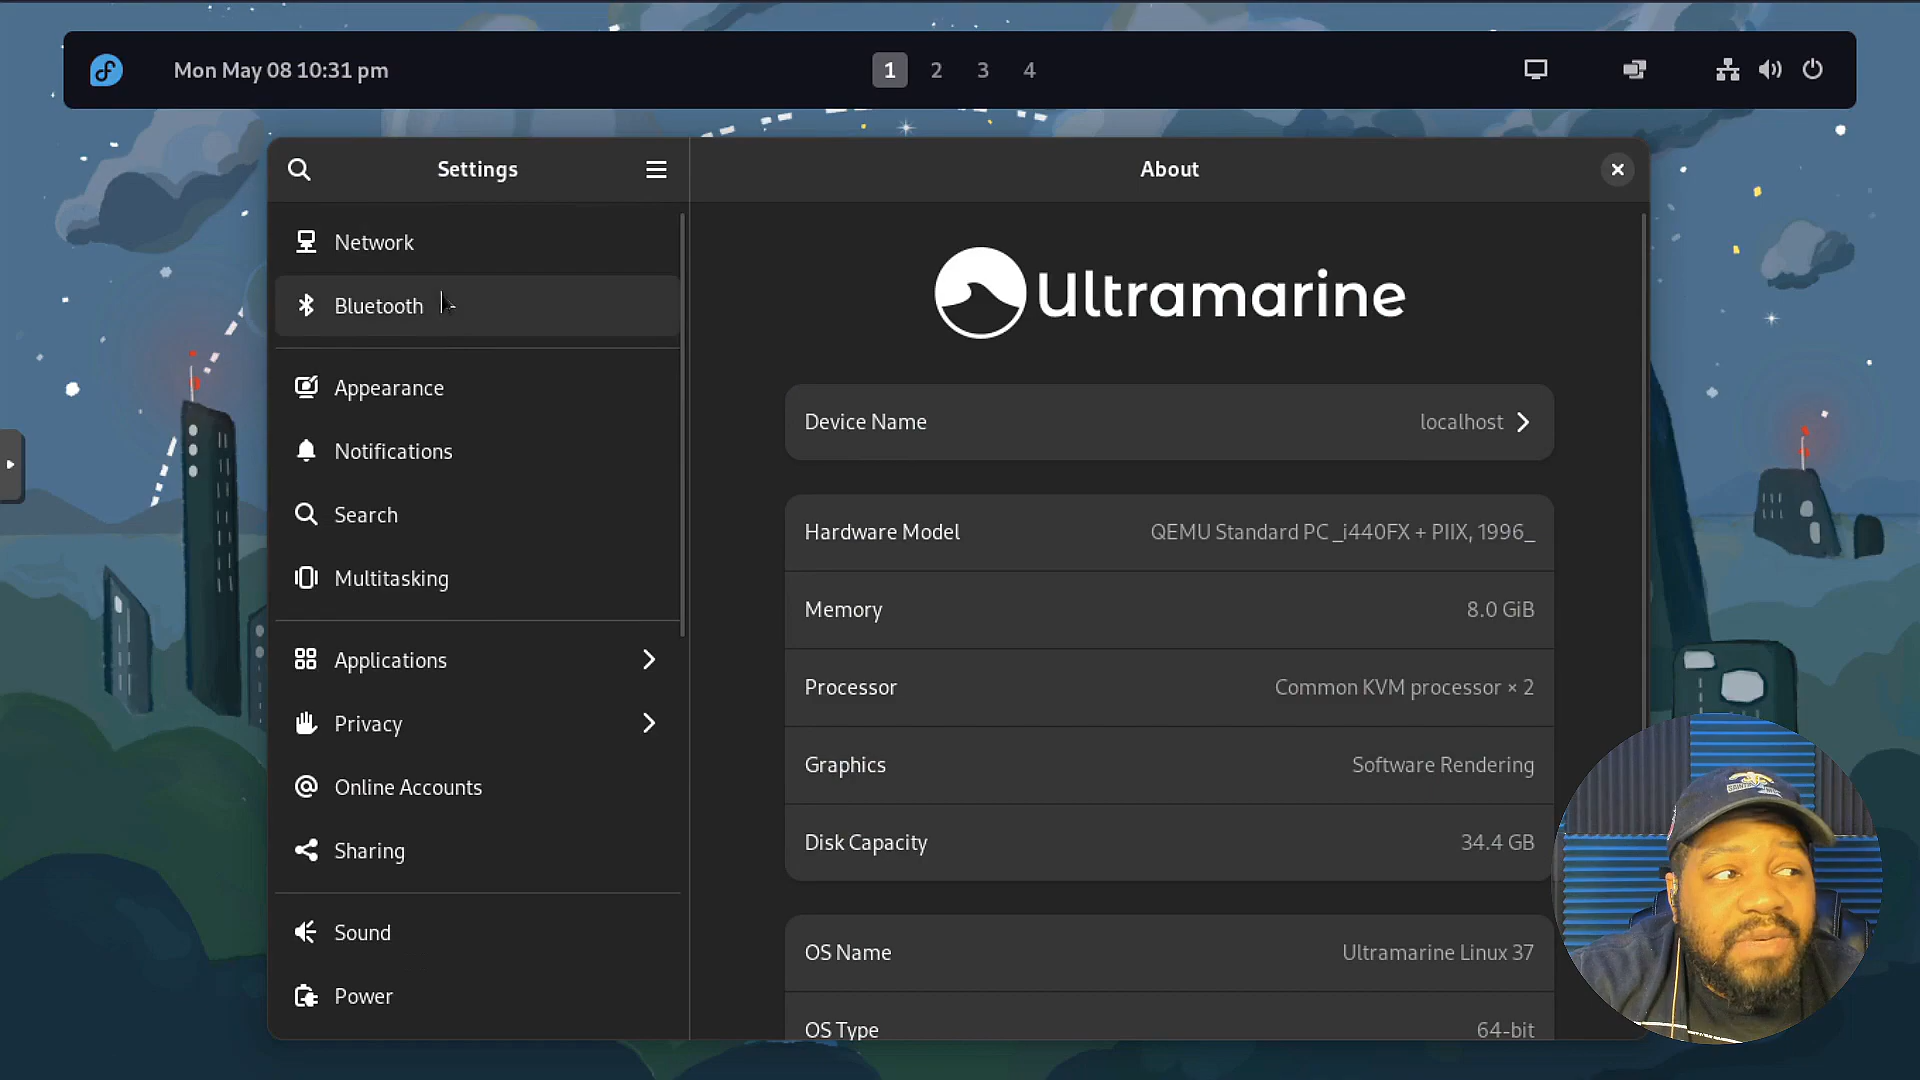 Mon May 08 10:31 pm
1 2 3 4
Settings
About
Network
Bluetooth
Appearance
Notifications
Search
Multitasking
Applications
Privacy
Online Accounts
Sharing
Sound
Power
Ultramarine
Device Name localhost
Hardware Model QEMU Standard PC _i440FX + PIIX, 1996_
Memory 8.0 GiB
Processor Common KVM processor × 2
Graphics Software Rendering
Disk Capacity 34.4 GB
OS Name Ultramarine Linux 37
OS Type 64-bit